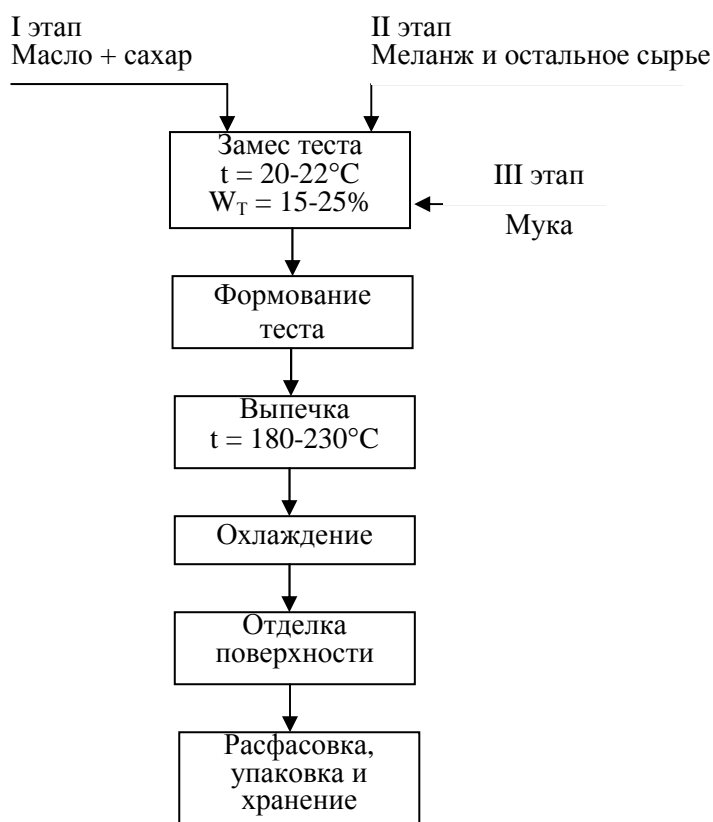 I этап
Масло + сахар
II этап
Меланж и остальное сырье
Замес теста
t = 20-22°C
Wт = 15-25%
III этап
Мука
Формование
теста
Выпечка
t = 180-230°C
Охлаждение
Отделка
поверхности
Расфасовка,
упаковка и
хранение